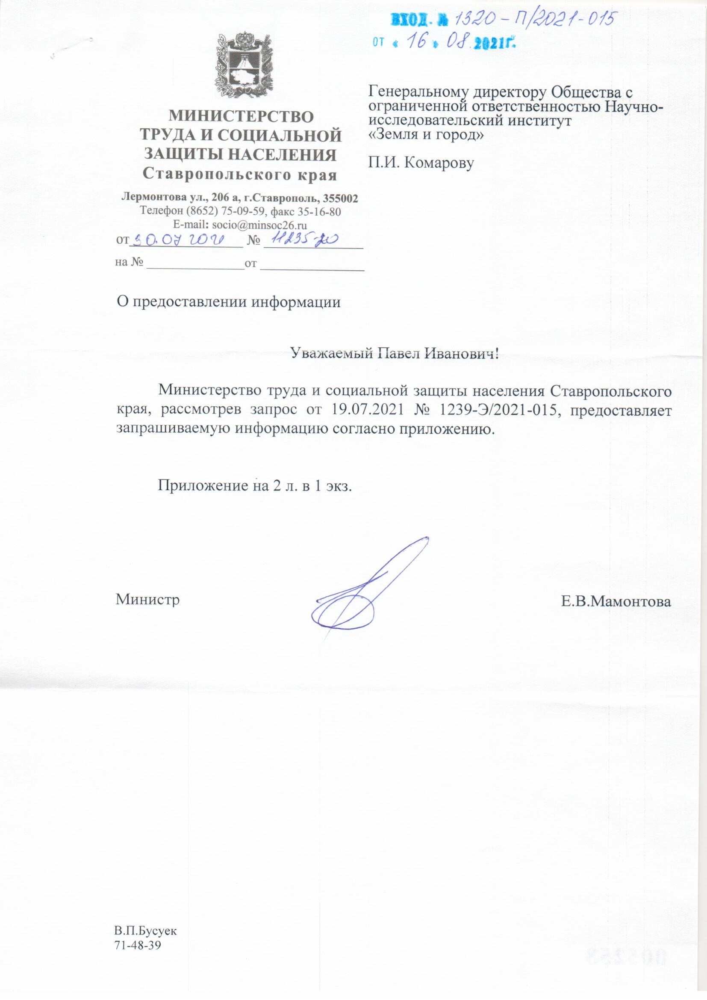 ВХОД. № 1320-П/2021-015
ОТ « 16 » 08.2021г.
МИНИСТЕРСТВО
ТРУДА И СОЦИАЛЬНОЙ
ЗАЩИТЫ НАСЕЛЕНИЯ
Ставропольского края
Лермонтова ул., 206 а, г.Ставрополь, 355002
Телефон (8652) 75-09-59, факс 35-16-80
E-mail: socio@minsoc26.ru
от 30.07 2021 № 11235-20
на № ______ от ______
Генеральному директору Общества с
ограниченной ответственностью Научно-
исследовательский институт
«Земля и город»
П.И. Комарову
О предоставлении информации
Уважаемый Павел Иванович!
Министерство труда и социальной защиты населения Ставропольского
края, рассмотрев запрос от 19.07.2021 № 1239-Э/2021-015, предоставляет
запрашиваемую информацию согласно приложению.
Приложение на 2 л. в 1 экз.
Министр Е.В.Мамонтова
В.П.Бусуек
71-48-39